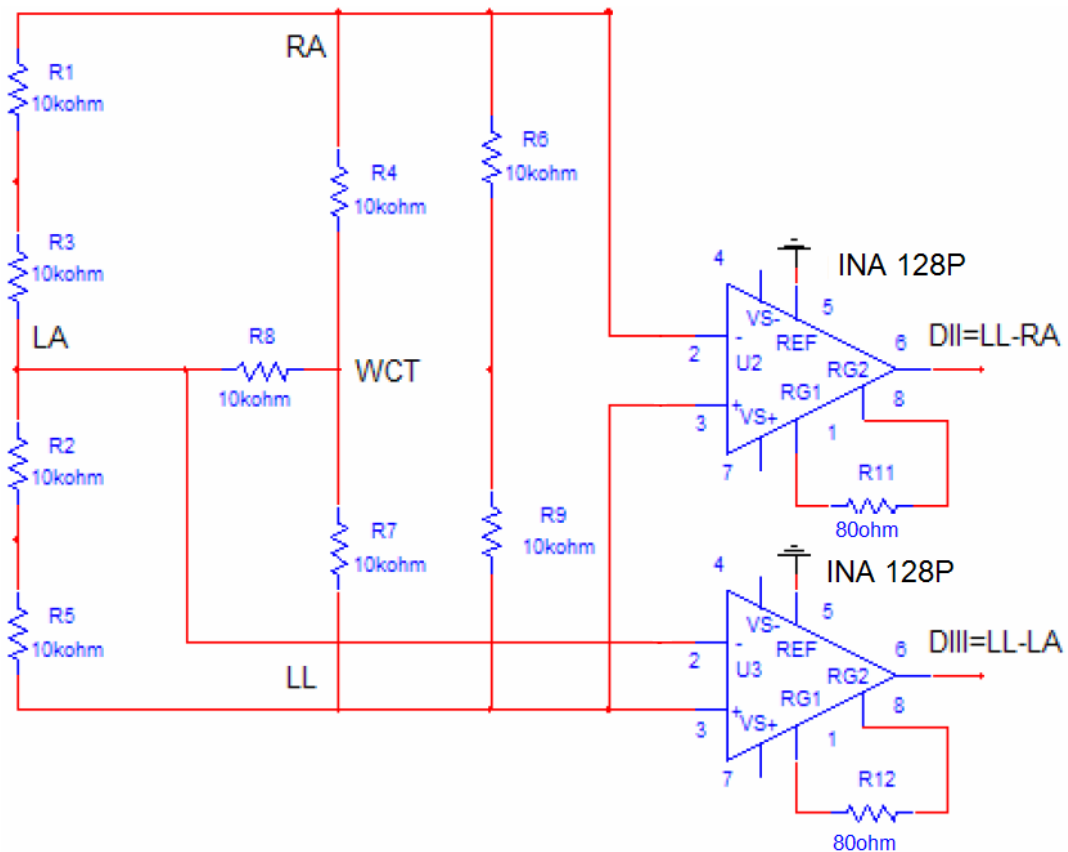 RA
R1
10kohm
R6
10kohm
R4
10kohm
R3
10kohm
LA
R8
10kohm
WCT
R2
10kohm
R7
10kohm
R9
10kohm
R5
10kohm
LL
INA 128P
4
5
VS-
REF
2
-
U2
6
DII=LL-RA
RG2
RG1
8
3
+
VS+
1
7
R11
80ohm
INA 128P
4
5
VS-
REF
2
-
U3
6
DIII=LL-LA
RG2
RG1
8
3
+
VS+
1
7
R12
80ohm